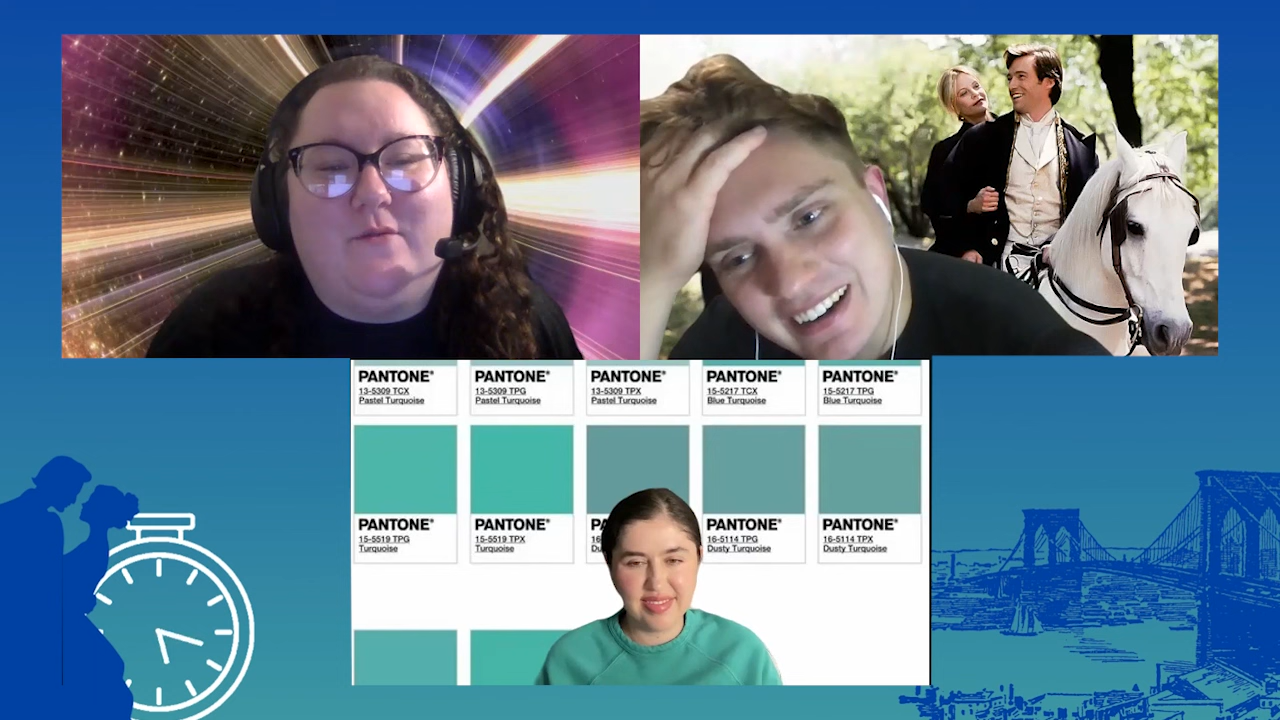 PANTONE®
13-5309 TCX
Pastel Turquoise
PANTONE®
13-5309 TPG
Pastel Turquoise
PANTONE®
13-5309 TPX
Pastel Turquoise
PANTONE®
15-5217 TCX
Blue Turquoise
PANTONE®
15-5217 TPG
Blue Turquoise
PANTONE®
15-5519 TPG
Turquoise
PANTONE®
15-5519 TPX
Turquoise
PANTONE®
16-5114 TPG
Dusty Turquoise
PANTONE®
16-5114 TPX
Dusty Turquoise